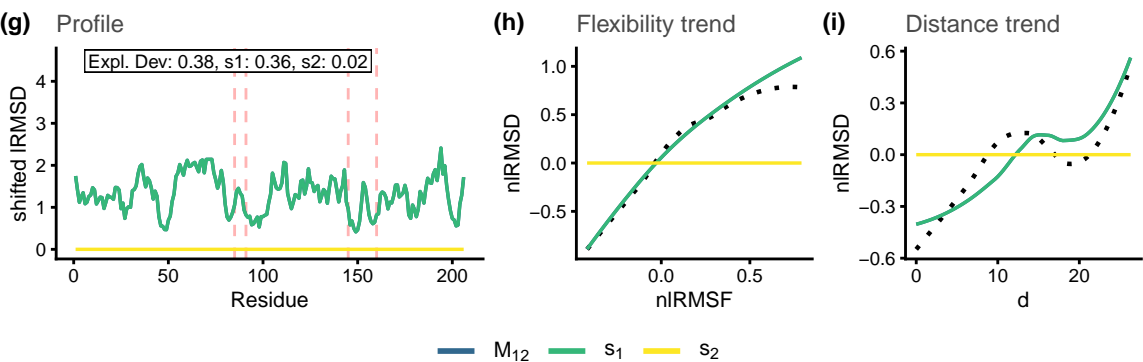 (g) Profile
Expl. Dev: 0.38, s1: 0.36, s2: 0.02
shifted lRMSD
4
3
2
1
0
0 50 100 150 200
Residue
(h) Flexibility trend
nlRMSD
1.0
0.5
0.0
−0.5
0.0 0.5
nlRMSF
(i) Distance trend
nlRMSD
0.6
0.3
0.0
−0.3
−0.6
0 10 20
d
M12 s1 s2